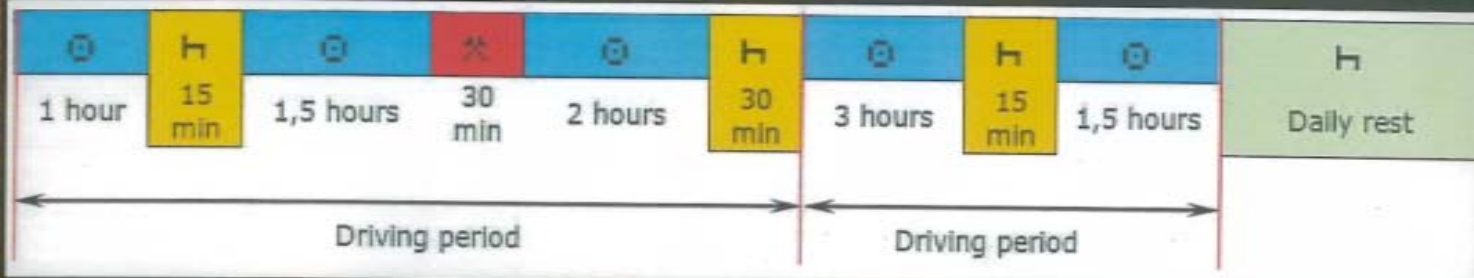 1 hour
15
min
1,5 hours
30
min
2 hours
30
min
3 hours
15
min
1,5 hours
Daily rest
Driving period
Driving period